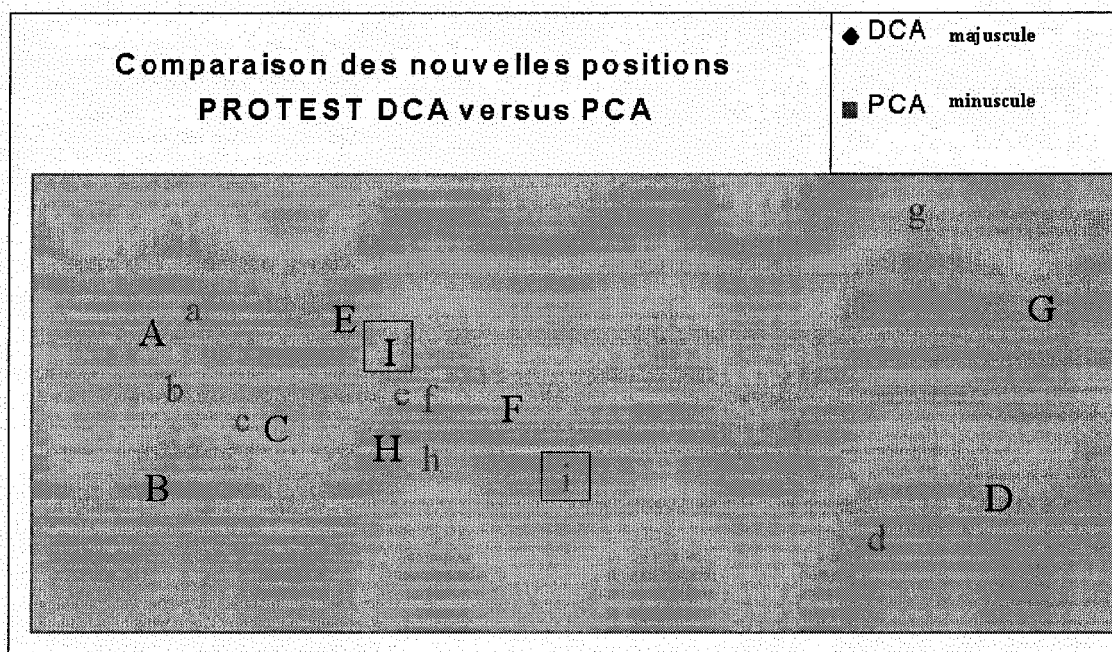 Comparaison des nouvelles positions
PROTEST DCA versus PCA
DCA majuscule
PCA minuscule
g
G
a
E
A
I
b
e f
F
c C
H h
i
B
D
d